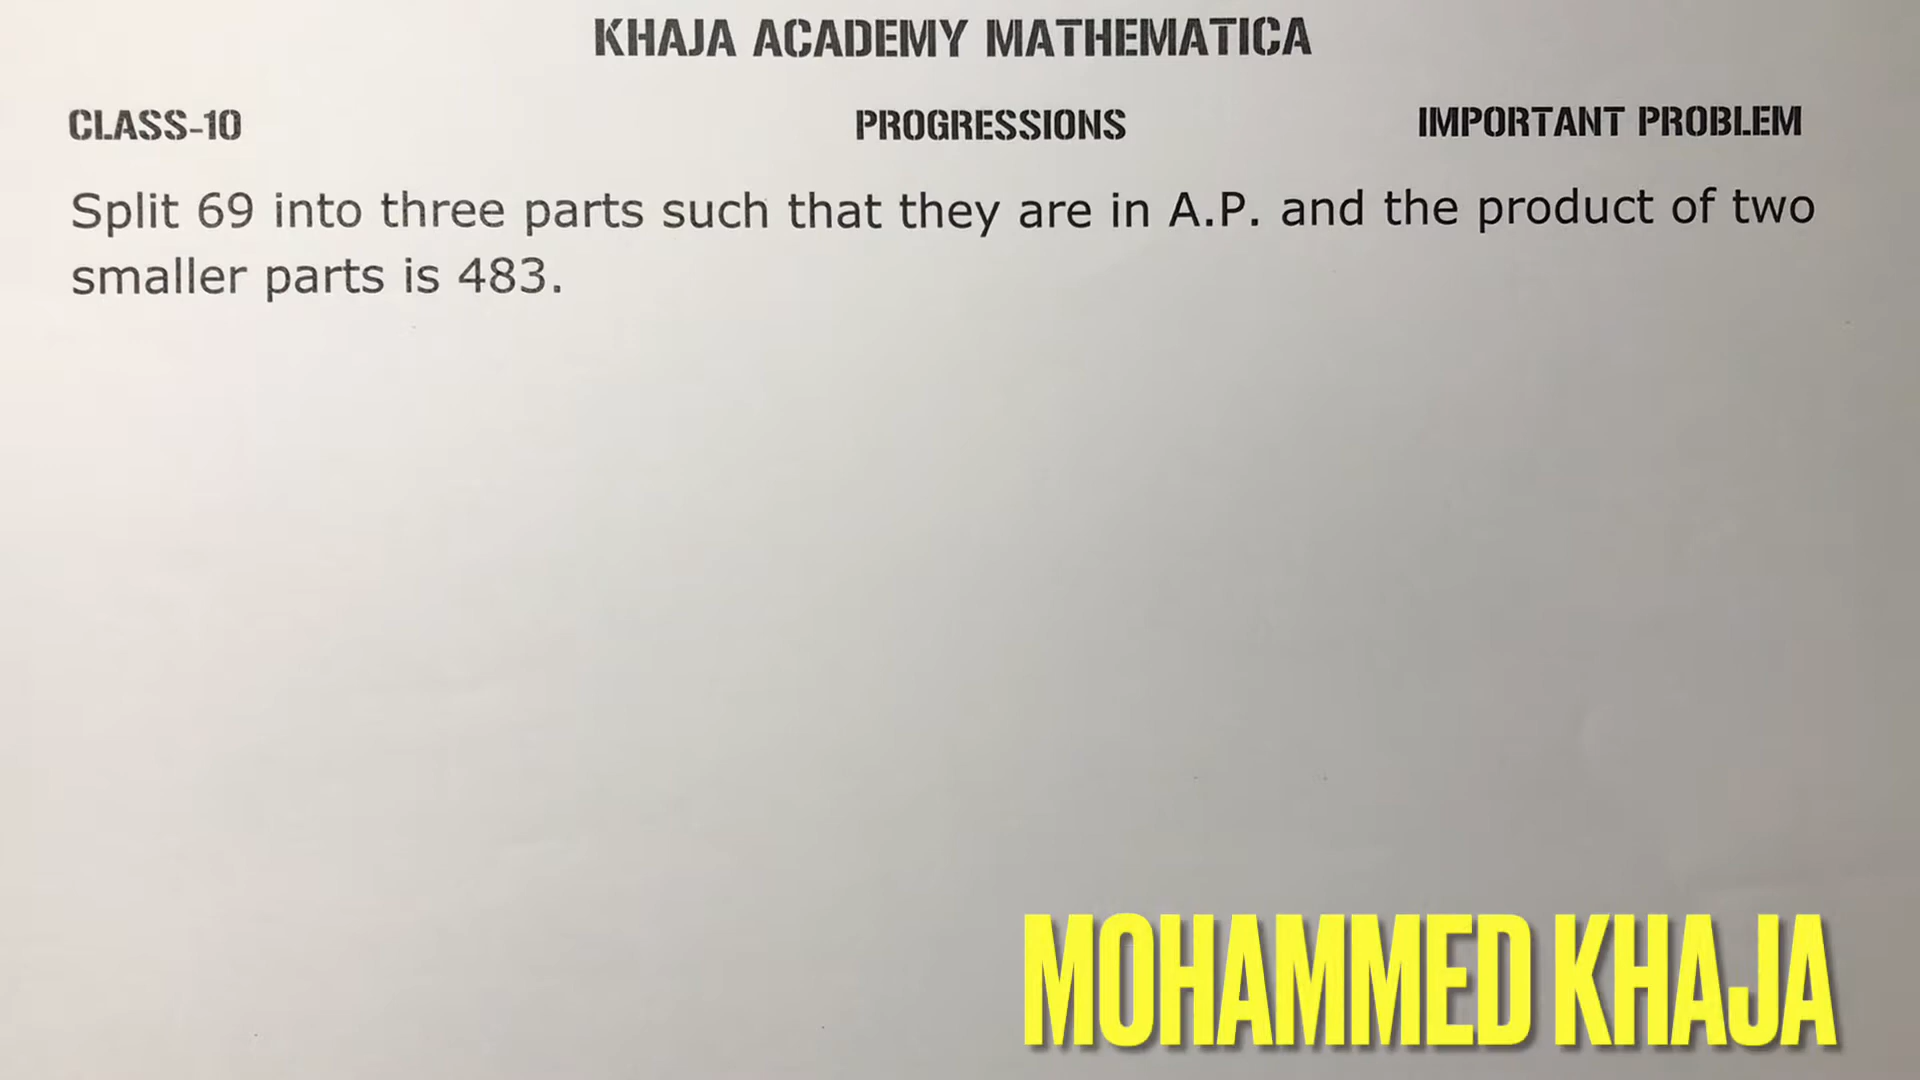 KHAJA ACADEMY MATHEMATICA
CLASS-10 PROGRESSIONS IMPORTANT PROBLEM
Split 69 into three parts such that they are in A.P. and the product of two
smaller parts is 483.
MOHAMMED KHAJA